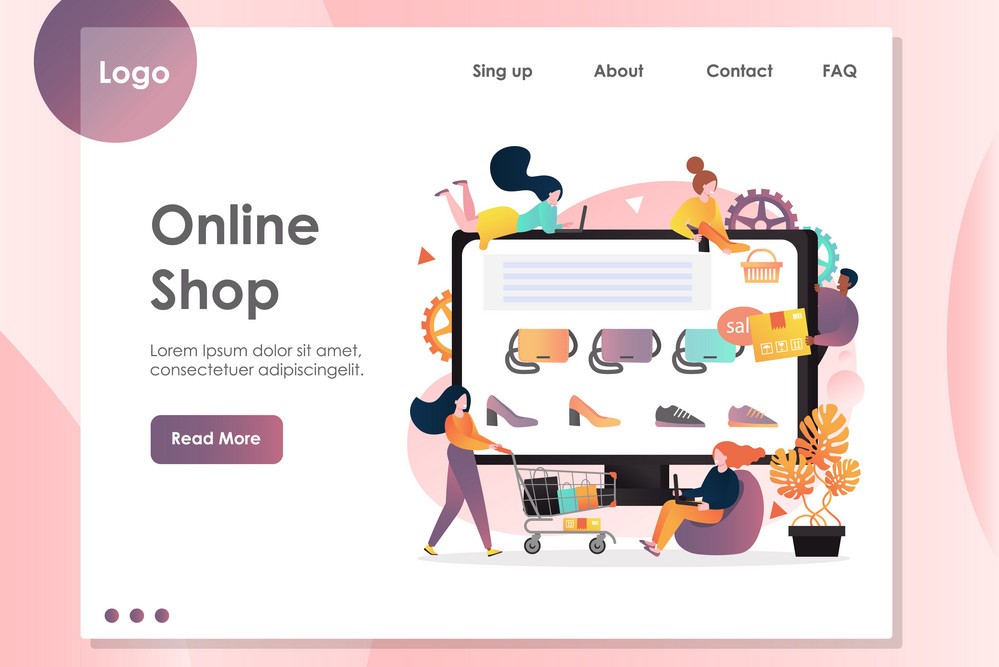 Logo
Sing up About Contact FAQ
Online
Shop
Lorem Ipsum dolor sit amet,
consectetuer adipiscingelit.
Read More
sal